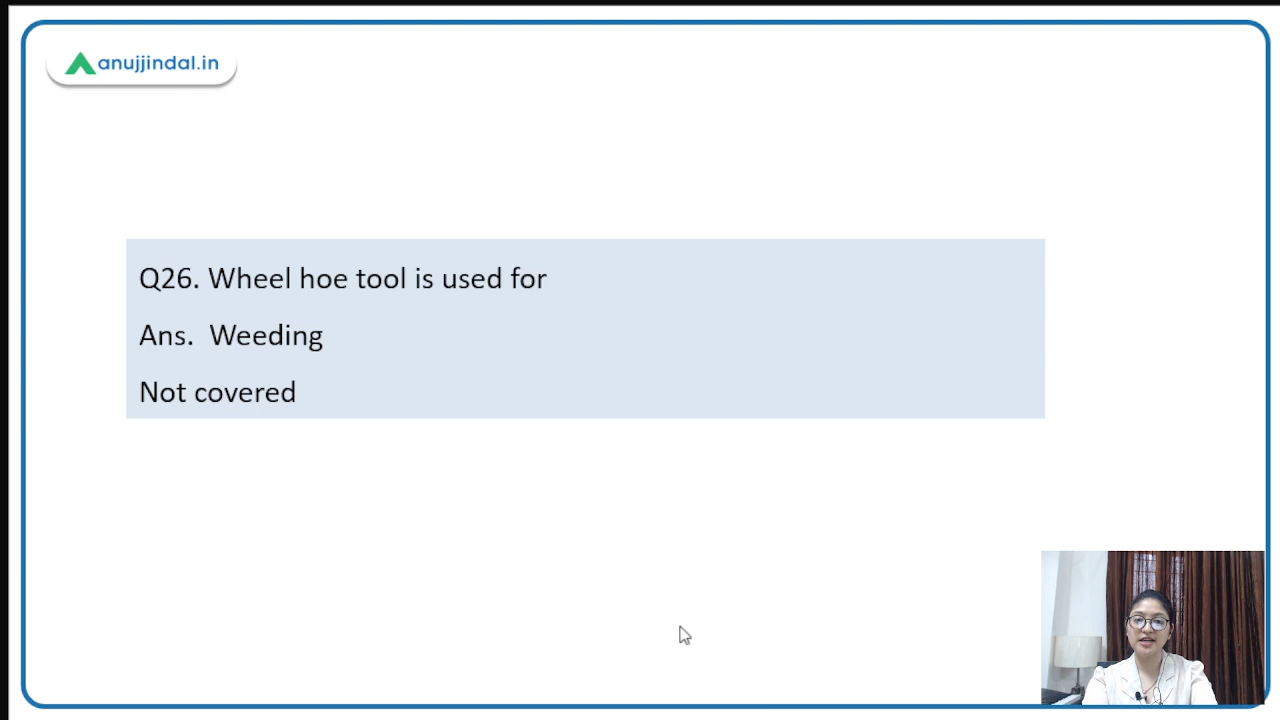 anujjindal.in
Q26. Wheel hoe tool is used for
Ans. Weeding
Not covered